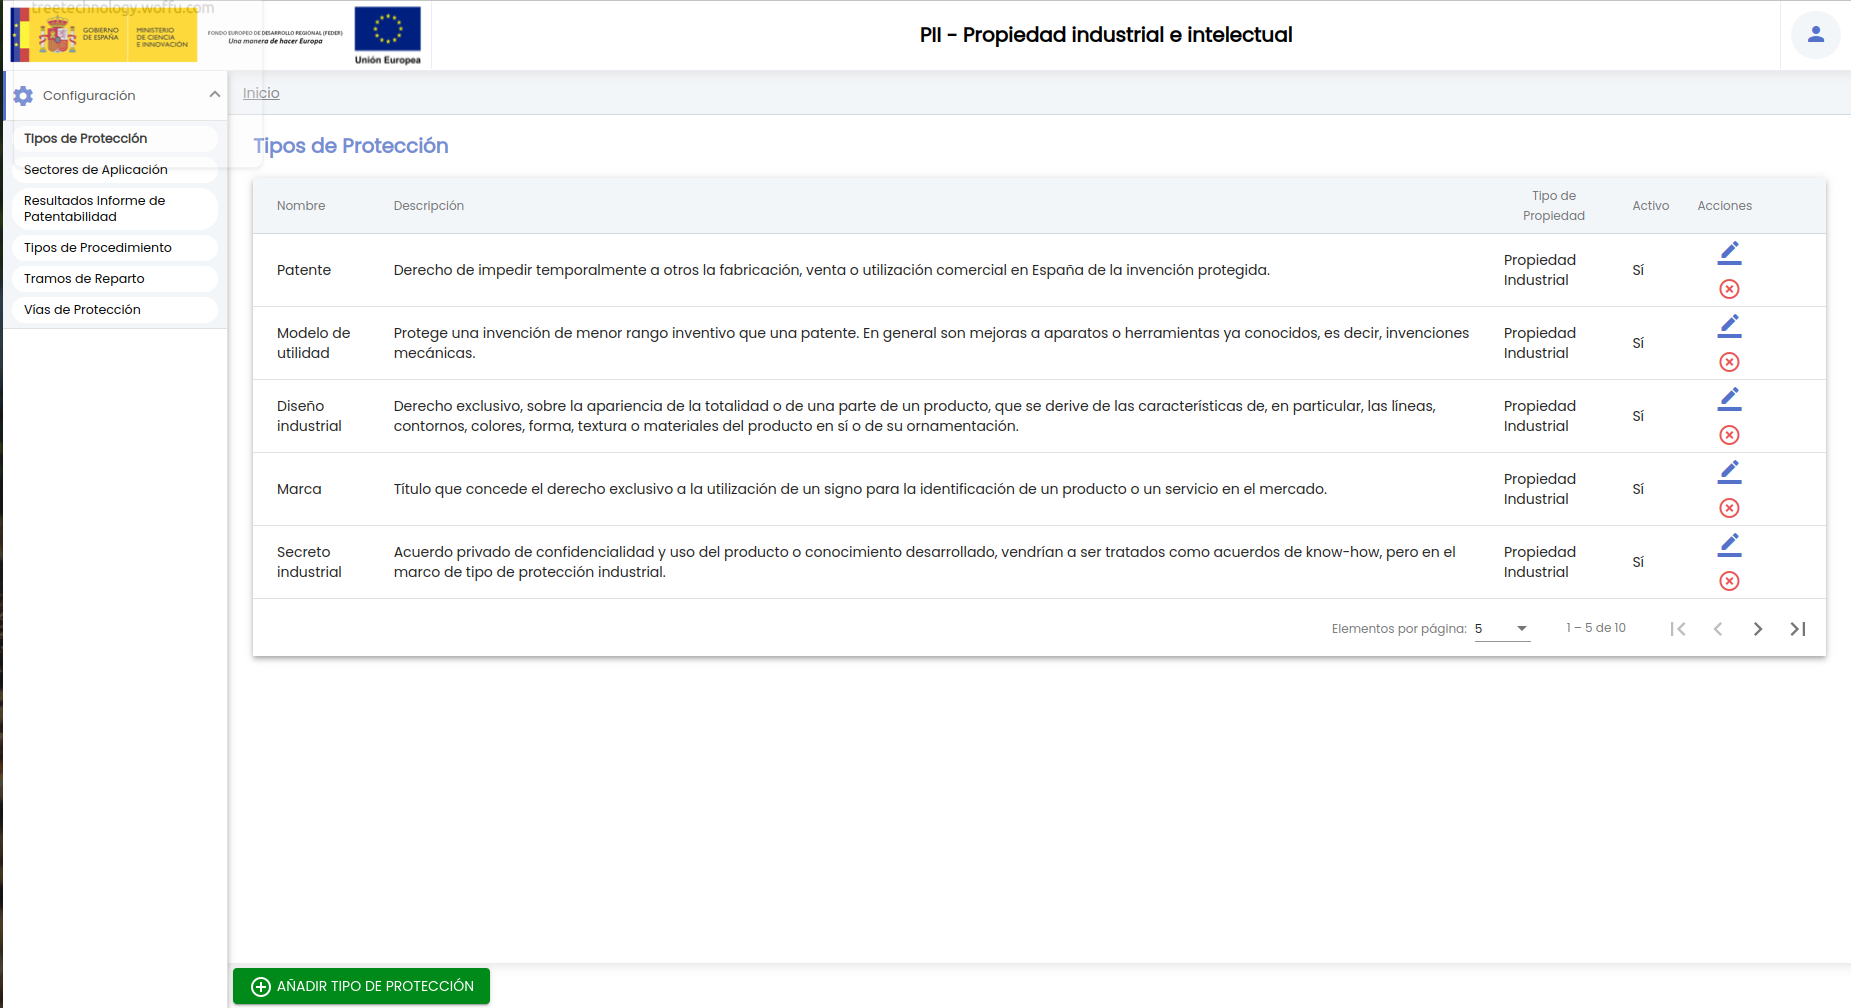 treetechnology.woffu.com
GOBIERNO
DE ESPAÑA
MINISTERIO
DE CIENCIA
E INNOVACIÓN
FONDO EUROPEO DE DESARROLLO REGIONAL (FEDER)
Una manera de hacer Europa
Unión Europea
PII - Propiedad industrial e intelectual
Configuración
Inicio
Tipos de Protección
Sectores de Aplicación
Resultados Informe de
Patentabilidad
Tipos de Procedimiento
Tramos de Reparto
Vías de Protección
Tipos de Protección
Nombre
Descripción
Tipo de
Propiedad
Activo
Acciones
Patente
Derecho de impedir temporalmente a otros la fabricación, venta o utilización comercial en España de la invención protegida.
Propiedad
Industrial
Sí
Modelo de
utilidad
Protege una invención de menor rango inventivo que una patente. En general son mejoras a aparatos o herramientas ya conocidos, es decir, invenciones
mecánicas.
Propiedad
Industrial
Sí
Diseño
industrial
Derecho exclusivo, sobre la apariencia de la totalidad o de una parte de un producto, que se derive de las características de, en particular, las líneas,
contornos, colores, forma, textura o materiales del producto en sí o de su ornamentación.
Propiedad
Industrial
Sí
Marca
Título que concede el derecho exclusivo a la utilización de un signo para la identificación de un producto o un servicio en el mercado.
Propiedad
Industrial
Sí
Secreto
industrial
Acuerdo privado de confidencialidad y uso del producto o conocimiento desarrollado, vendrían a ser tratados como acuerdos de know-how, pero en el
marco de tipo de protección industrial.
Propiedad
Industrial
Sí
Elementos por página: 5
1 – 5 de 10
AÑADIR TIPO DE PROTECCIÓN